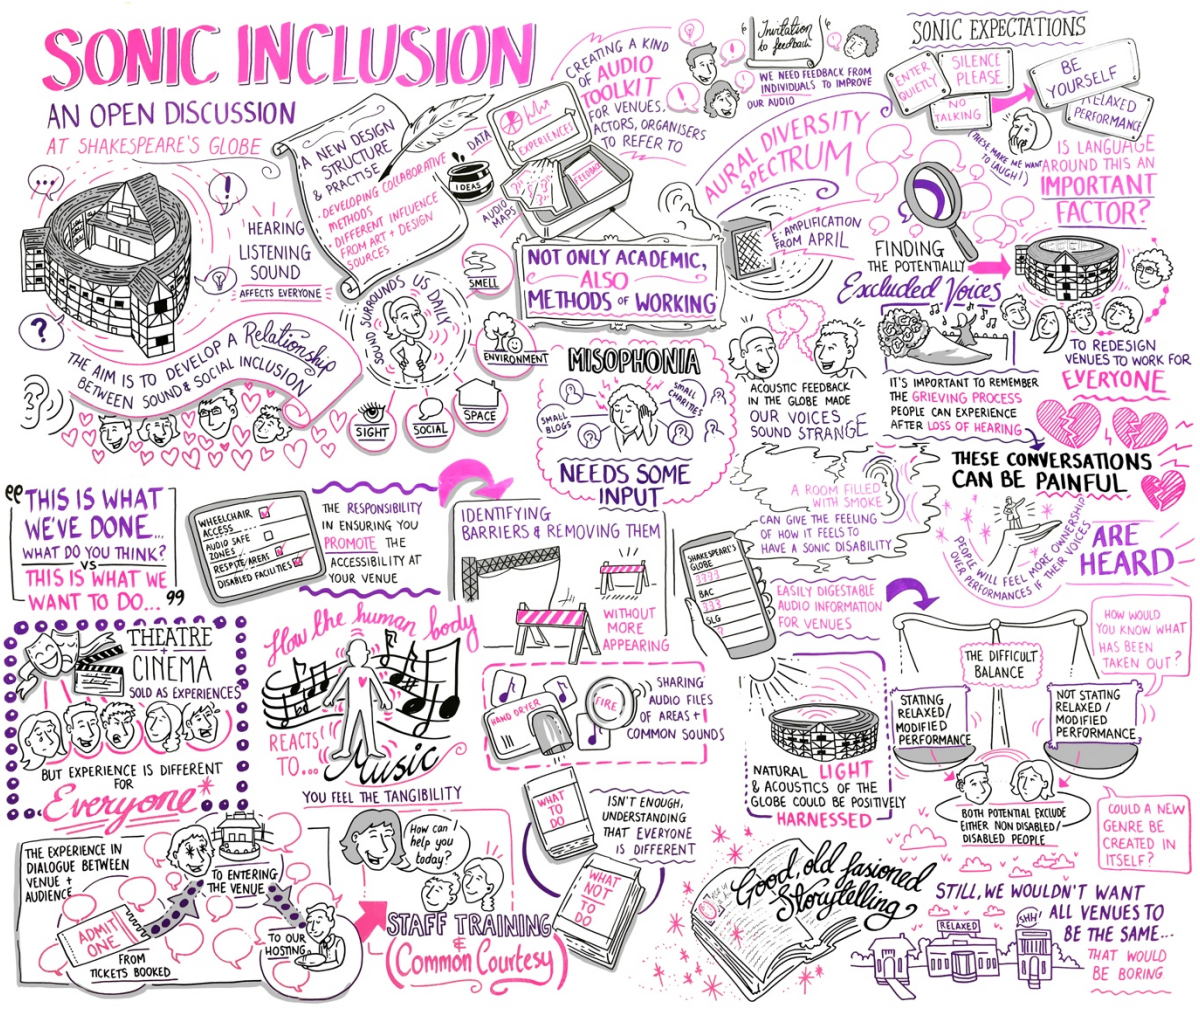 SONIC INCLUSION
AN OPEN DISCUSSION
AT SHAKESPEARE'S GLOBE
HEARING
LISTENING
SOUND
AFFECTS EVERYONE
THE AIM IS TO DEVELOP A Relationship
BETWEEN SOUND & SOCIAL INCLUSION
A NEW DESIGN
STRUCTURE
& PRACTISE
• DEVELOPING COLLABORATIVE
METHODS
• DIFFERENT INFLUENCE
FROM ART + DESIGN
SOURCES
DATA
IDEAS
AUDIO
MAPS
EXPERIENCES
FEEDBACK
CREATING A KIND
OF AUDIO
TOOLKIT
FOR VENUES.
ACTORS, ORGANISERS
TO REFER TO
"Invitation
to feedback"
WE NEED FEEDBACK FROM
INDIVIDUALS TO IMPROVE
OUR AUDIO
NOT ONLY ACADEMIC,
ALSO
METHODS OF WORKING
SOUND SURROUNDS US DAILY
SMELL
ENVIRONMENT
SPACE
SOCIAL
SIGHT
MISOPHONIA
SMALL
BLOGS
SMALL
CHARITIES
NEEDS SOME
INPUT
AURAL DIVERSITY
SPECTRUM
E-AMPLIFICATION
FROM APRIL
ACOUSTIC FEEDBACK
IN THE GLOBE MADE
OUR VOICES
SOUND STRANGE
SONIC EXPECTATIONS
ENTER
QUIETLY
SILENCE
PLEASE
NO
TALKING
BE
YOURSELF
RELAXED
PERFORMANCE
(THESE MAKE ME WANT
TO LAUGH!)
IS LANGUAGE
AROUND THIS AN
IMPORTANT
FACTOR?
FINDING
THE POTENTIALLY
Excluded Voices
TO REDESIGN
VENUES TO WORK FOR
EVERYONE
IT'S IMPORTANT TO REMEMBER
THE GRIEVING PROCESS
PEOPLE CAN EXPERIENCE
AFTER LOSS OF HEARING
THESE CONVERSATIONS
CAN BE PAINFUL
PEOPLE WILL FEEL MORE OWNERSHIP
OVER PERFORMANCES IF THEIR VOICES
ARE
HEARD
A ROOM FILLED
WITH SMOKE
CAN GIVE THE FEELING
OF HOW IT FEELS TO
HAVE A SONIC DISABILITY
"THIS IS WHAT
WE'VE DONE...
WHAT DO YOU THINK?
VS
THIS IS WHAT WE
WANT TO DO..."
WHEELCHAIR
ACCESS
AUDIO SAFE
ZONES
RESPITE AREAS
DISABLED FACILITIES
THE RESPONSIBILITY
IN ENSURING YOU
PROMOTE THE
ACCESSIBILITY AT
YOUR VENUE
IDENTIFYING
BARRIERS & REMOVING THEM
WITHOUT
MORE
APPEARING
SHAKESPEARE'S
GLOBE
BAC
SLG
EASILY DIGESTABLE
AUDIO INFORMATION
FOR VENUES
THEATRE
+
CINEMA
SOLD AS EXPERIENCES
BUT EXPERIENCE IS DIFFERENT
FOR
Everyone*
How the human body
REACTS
TO...
Music
YOU FEEL THE TANGIBILITY
HAND DRYER
FIRE
SHARING
AUDIO FILES
OF AREAS +
COMMON SOUNDS
WHAT
TO
DO
WHAT
NOT
TO
DO
ISN'T ENOUGH,
UNDERSTANDING
THAT EVERYONE
IS DIFFERENT
NATURAL LIGHT
& ACOUSTICS OF THE
GLOBE COULD BE POSITIVELY
HARNESSED
THE DIFFICULT
BALANCE
STATING
RELAXED/
MODIFIED
PERFORMANCE
NOT STATING
RELAXED/
MODIFIED
PERFORMANCE
BOTH POTENTIAL EXCLUDE
EITHER NON DISABLED/
DISABLED PEOPLE
HOW WOULD
YOU KNOW WHAT
HAS BEEN
TAKEN OUT?
COULD A NEW
GENRE BE
CREATED IN
ITSELF?
THE EXPERIENCE IN
DIALOGUE BETWEEN
VENUE +
AUDIENCE
ADMIT
ONE
FROM
TICKETS BOOKED
TO ENTERING
THE VENUE
TO OUR
HOSTING
How can I
help you
today?
STAFF TRAINING
&
(Common Courtesy)
Good, old fasioned
Storytelling
STILL, WE WOULDN'T WANT
ALL VENUES TO
BE THE SAME...
THAT WOULD
BE BORING
RELAXED
SHH!